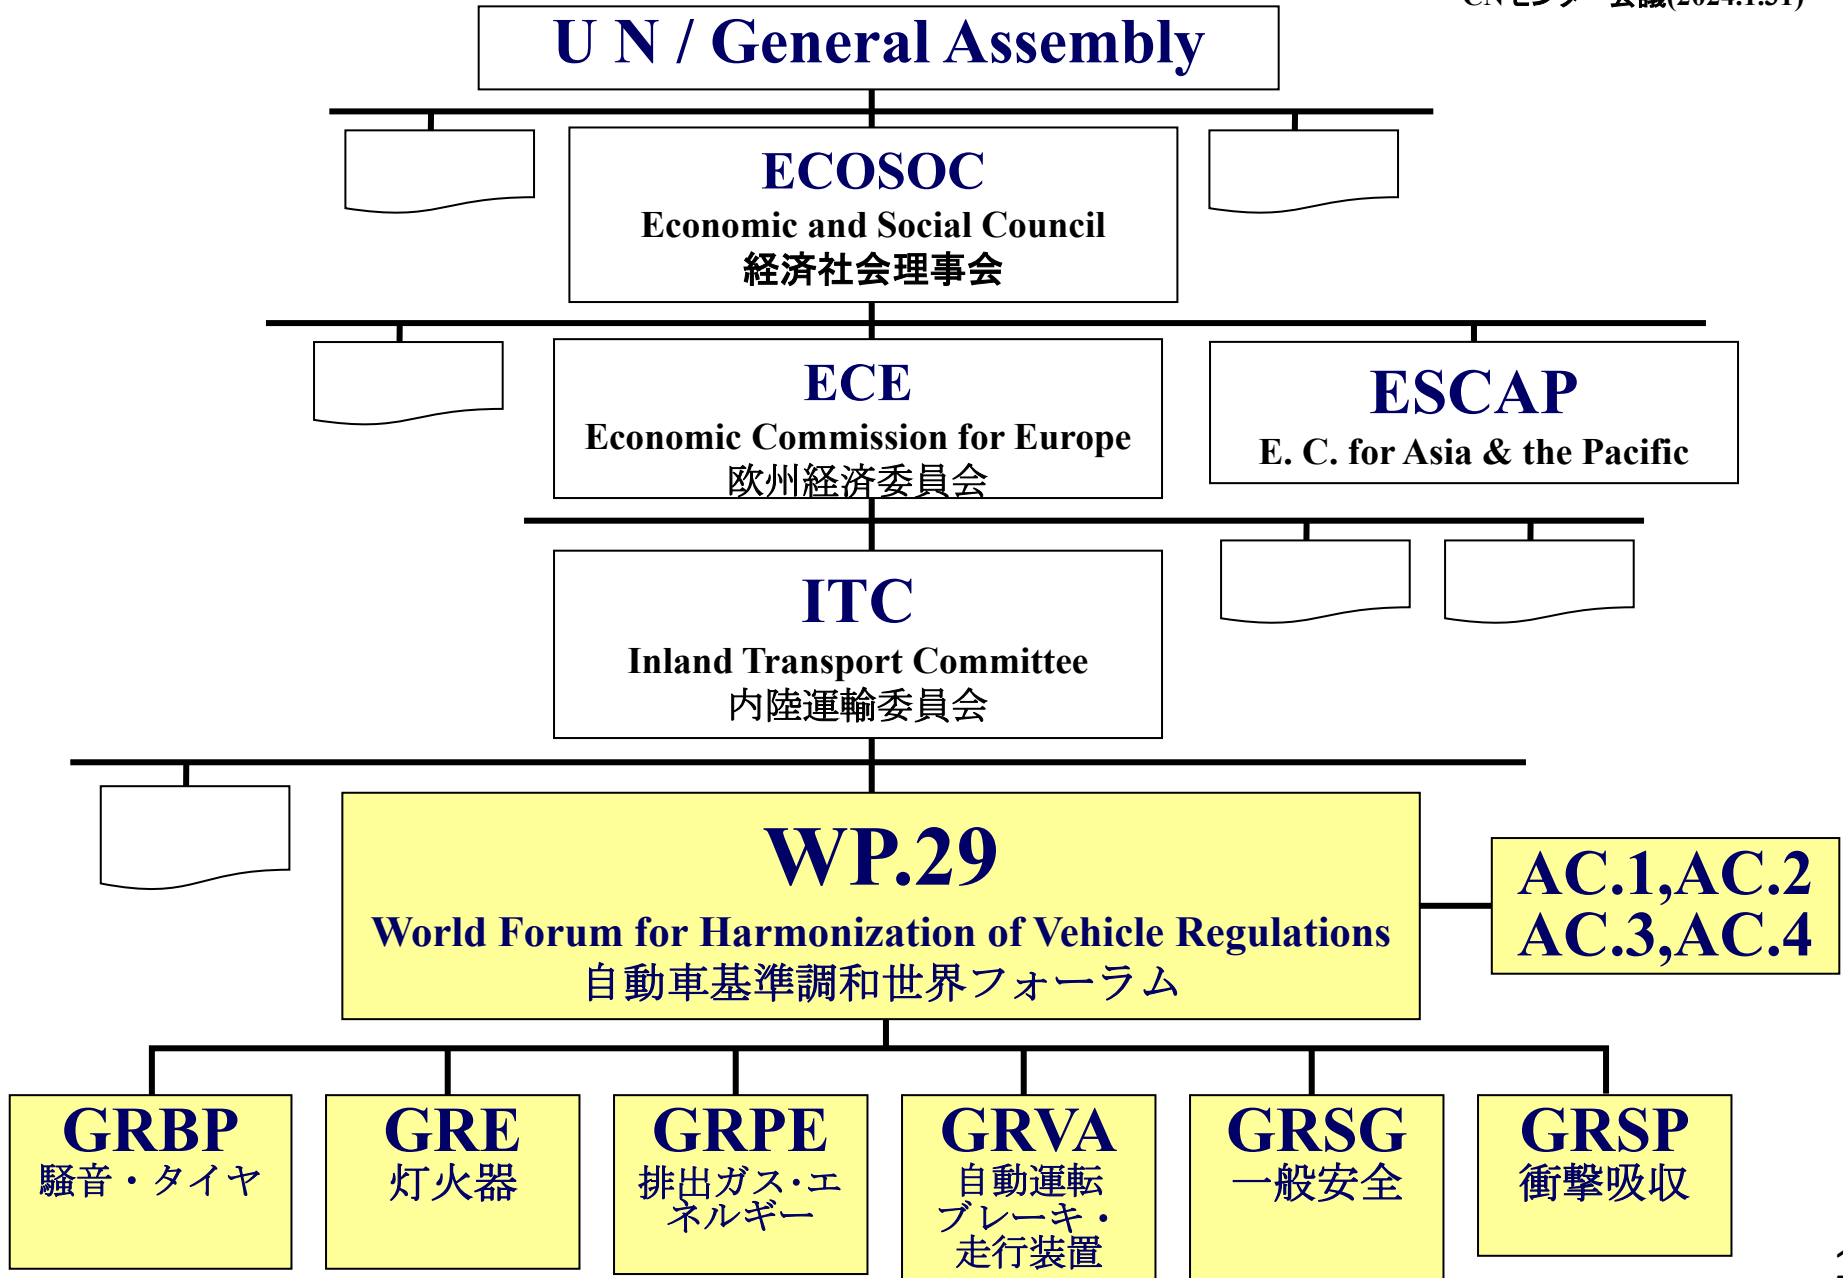 U N / General Assembly
ECOSOC
Economic and Social Council
経済社会理事会
ECE
Economic Commission for Europe
欧州経済委員会
ESCAP
E. C. for Asia & the Pacific
ITC
Inland Transport Committee
内陸運輸委員会
WP.29
World Forum for Harmonization of Vehicle Regulations
自動車基準調和世界フォーラム
AC.1,AC.2
AC.3,AC.4
GRBP
騒音・タイヤ
GRE
灯火器
GRPE
排出ガス・エ
ネルギー
GRVA
自動運転
ブレーキ・
走行装置
GRSG
一般安全
GRSP
衝撃吸収